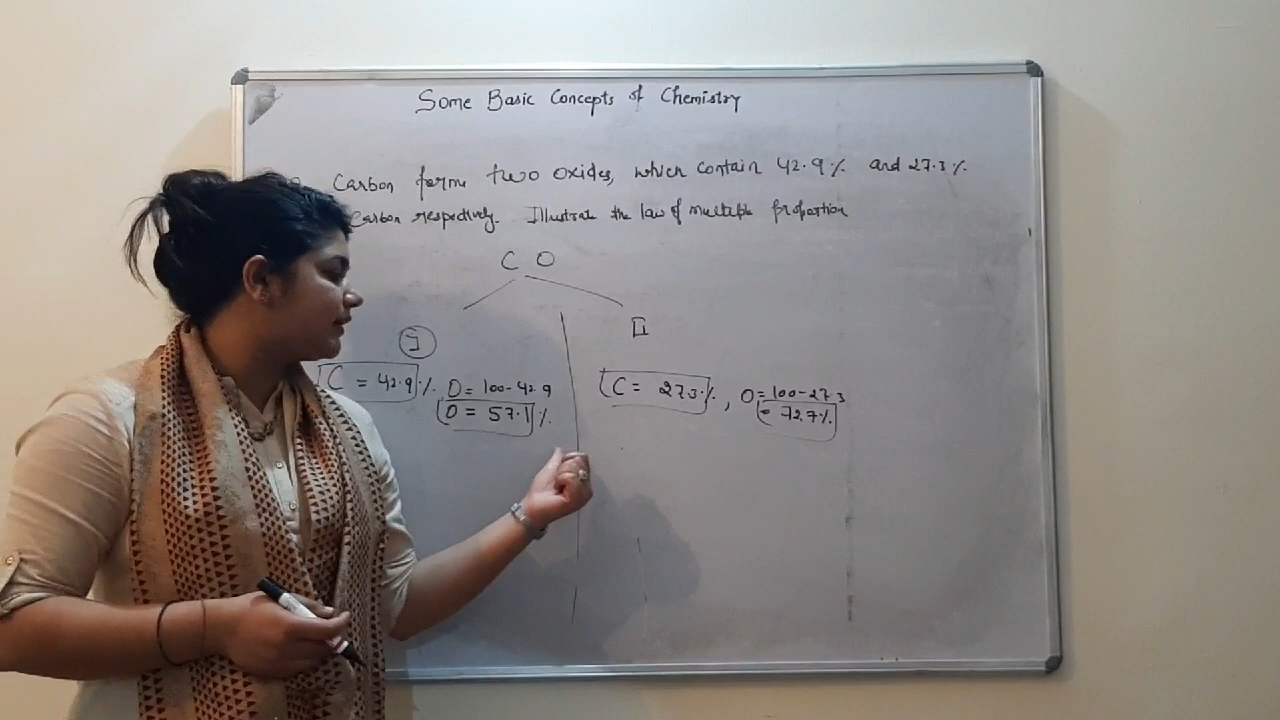 Some Basic Concepts of Chemistry
Carbon forms two oxides, which contain 42.9% and 27.3%
Carbon respectively. Illustrate the law of multiple proportion
C O
I
II
C = 42.9%, O = 100-42.9
O = 57.1%
C = 27.3%, O = 100-27.3
= 72.7%